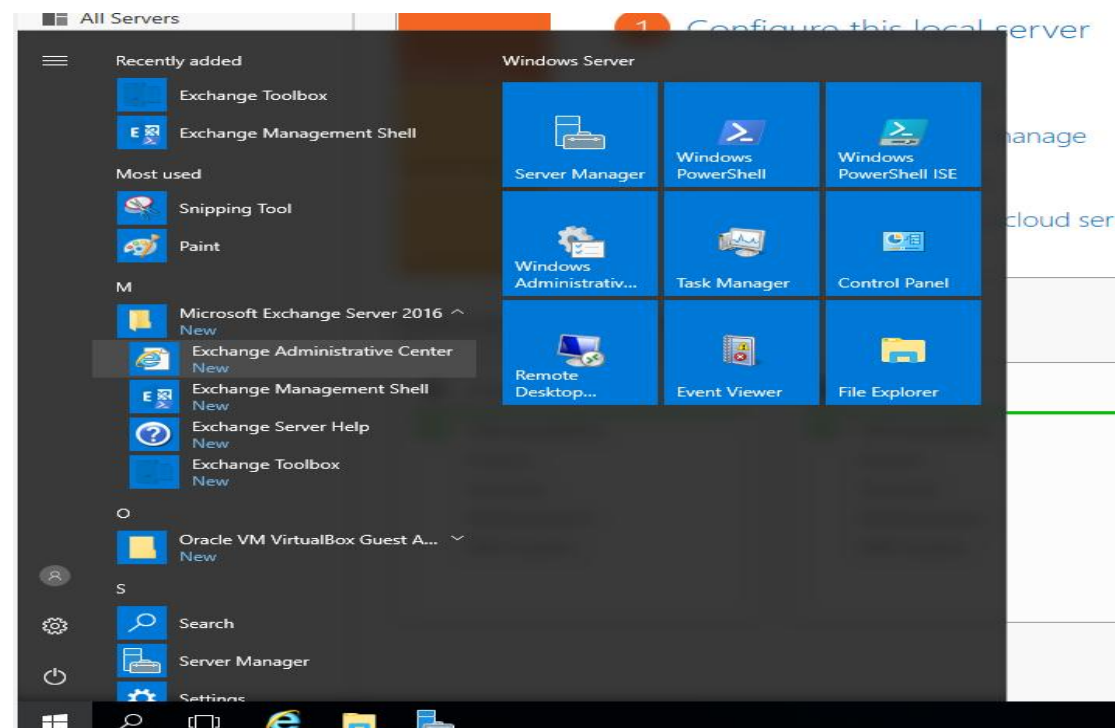 All Servers
1 Configure this local server
Recently added
Exchange Toolbox
Exchange Management Shell
Most used
Snipping Tool
Paint
M
Microsoft Exchange Server 2016
New
Exchange Administrative Center
New
Exchange Management Shell
New
Exchange Server Help
New
Exchange Toolbox
New
O
Oracle VM VirtualBox Guest A...
New
S
Search
Server Manager
Settings
Windows Server
Server Manager
Windows
PowerShell
Windows
PowerShell ISE
Windows
Administrativ...
Task Manager
Control Panel
Remote
Desktop...
Event Viewer
File Explorer
anage
cloud ser